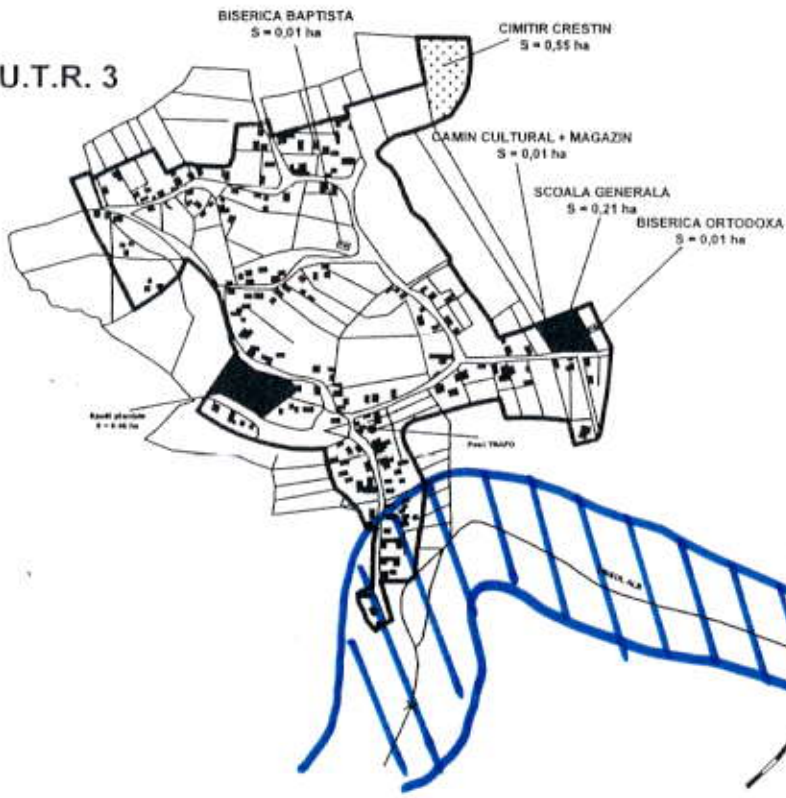 U.T.R. 3
BISERICA BAPTISTA
S = 0,01 ha
CIMITIR CRESTIN
S = 0,55 ha
CAMIN CULTURAL + MAGAZIN
S = 0,01 ha
SCOALA GENERALA
S = 0,21 ha
BISERICA ORTODOXA
S = 0,01 ha
Post TRAFO